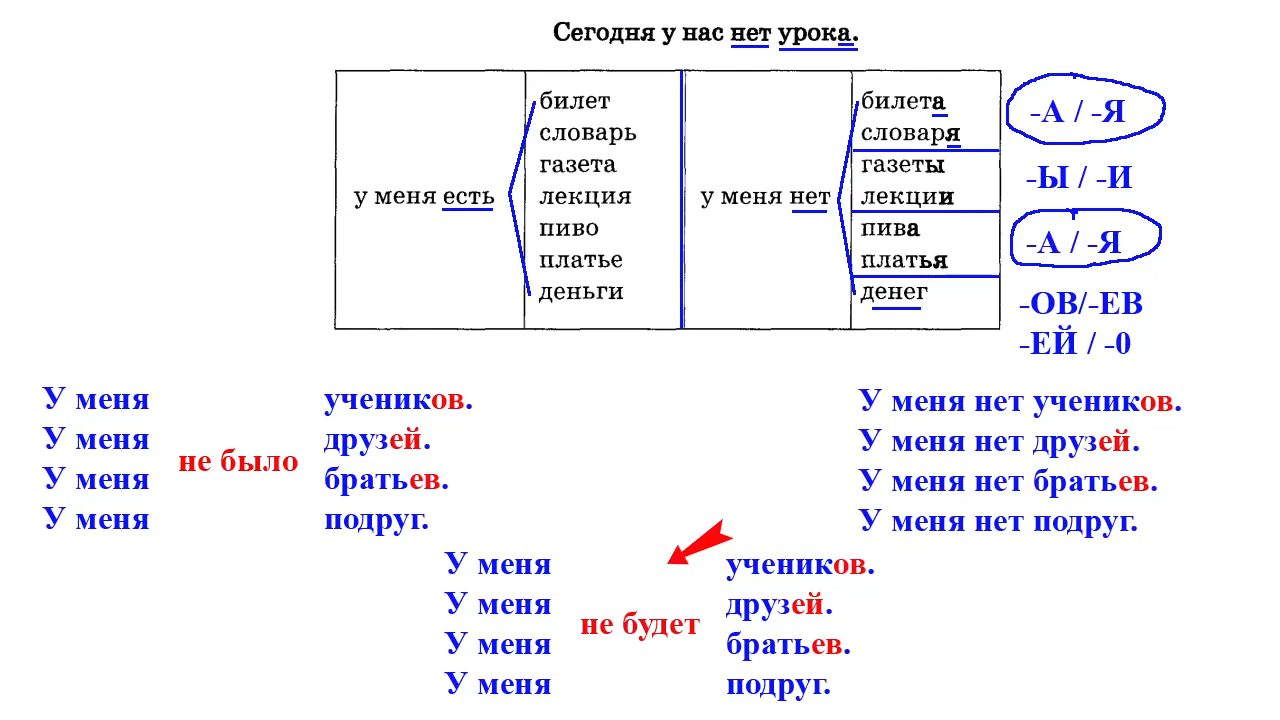 Сегодня у нас нет урока.
у меня есть
билет
словарь
газета
лекция
пиво
платье
деньги
у меня нет
билета
словаря
газеты
лекции
пива
платья
денег
-А / -Я
-Ы / -И
-А / -Я
-ОВ/-ЕВ
-ЕЙ / -0
У меня
У меня
У меня
У меня
не было
учеников.
друзей.
братьев.
подруг.
У меня нет учеников.
У меня нет друзей.
У меня нет братьев.
У меня нет подруг.
У меня
У меня
У меня
У меня
не будет
учеников.
друзей.
братьев.
подруг.